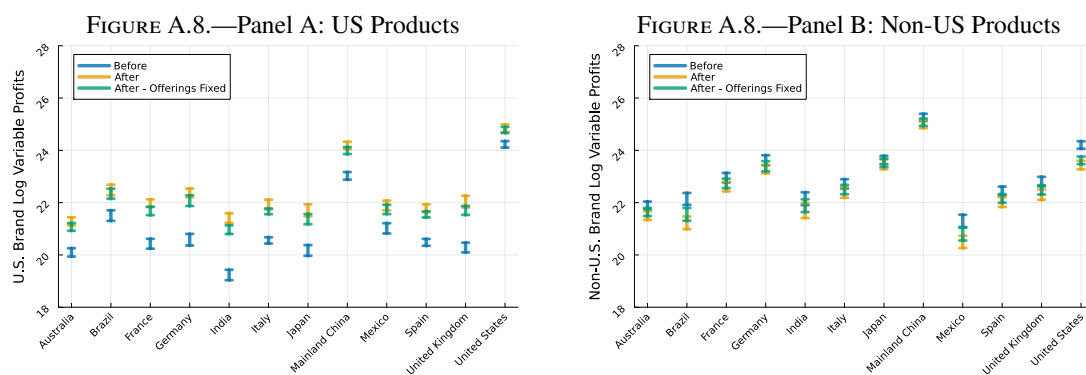 FIGURE A.8.—Panel A: US Products
U.S. Brand Log Variable Profits
28
26
24
22
20
18
Before
After
After - Offerings Fixed
Australia
Brazil
France
Germany
India
Italy
Japan
Mainland China
Mexico
Spain
United Kingdom
United States
FIGURE A.8.—Panel B: Non-US Products
Non-U.S. Brand Log Variable Profits
28
26
24
22
20
18
Before
After
After - Offerings Fixed
Australia
Brazil
France
Germany
India
Italy
Japan
Mainland China
Mexico
Spain
United Kingdom
United States